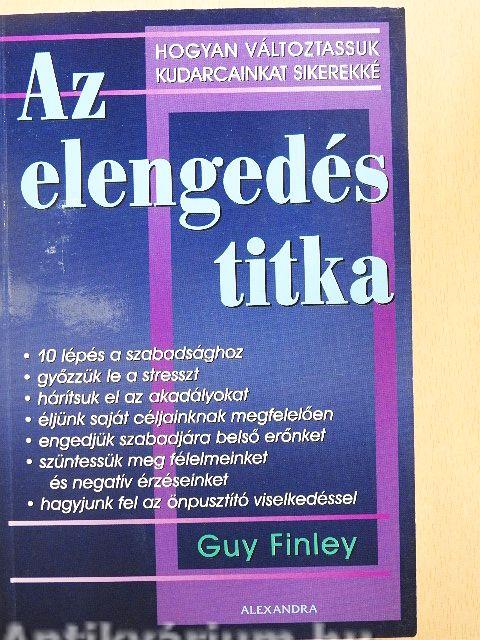 HOGYAN VÁLTOZTASSUK
KUDARCAINKAT SIKEREKKÉ
Az
elengedés
titka
• 10 lépés a szabadsághoz
• győzzük le a stresszt
• hárítsuk el az akadályokat
• éljünk saját céljainknak megfelelően
• engedjük szabadjára belső erőnket
• szüntessük meg félelmeinket
és negatív érzéseinket
• hagyjunk fel az önpusztító viselkedéssel
Guy Finley
ALEXANDRA
Antikvárium.hu